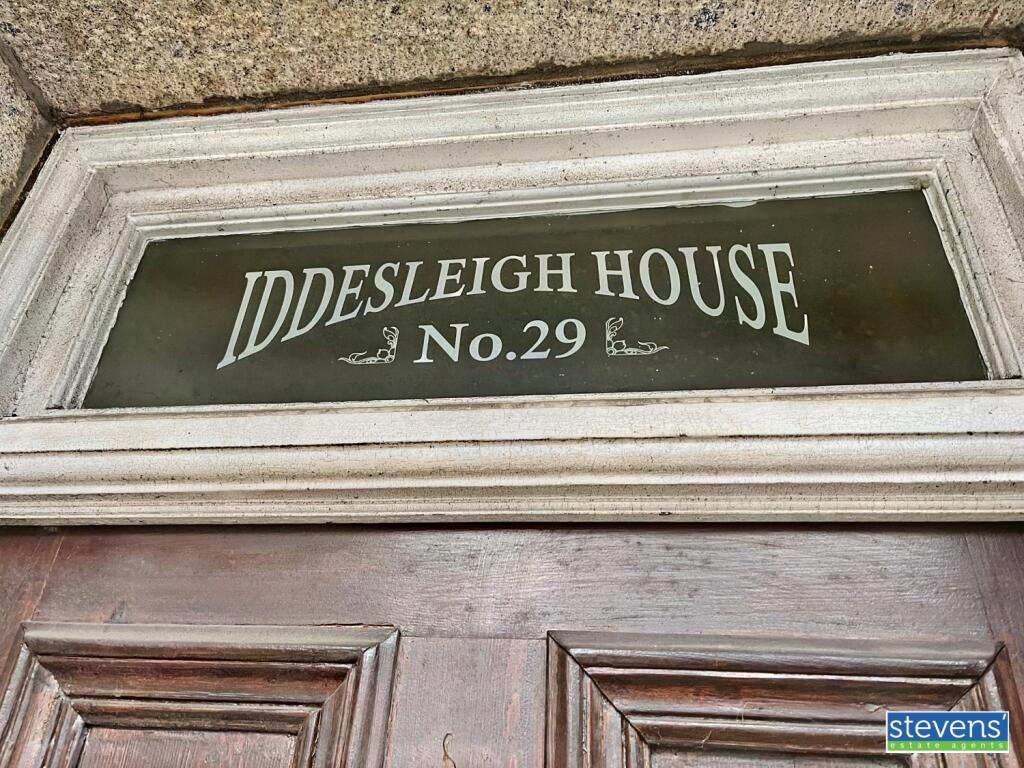 IDDESLEIGH HOUSE
No.29
stevens'
estate agents